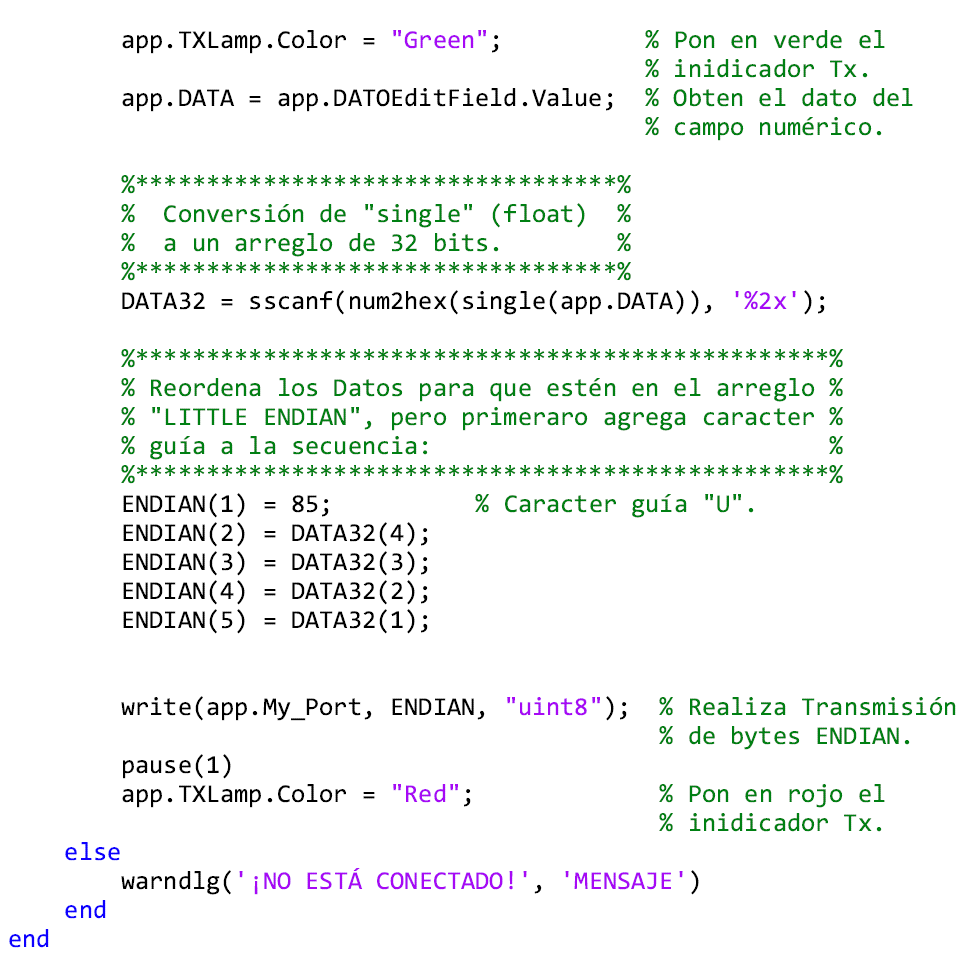 app.TXLamp.Color = "Green";          % Pon en verde el
                                     % inidicador Tx.
app.DATA = app.DATOEditField.Value;  % Obten el dato del
                                     % campo numérico.
%**********************************%
%  Conversión de "single" (float)  %
%  a un arreglo de 32 bits.        %
%**********************************%
DATA32 = sscanf(num2hex(single(app.DATA)), '%2x');
%*************************************************%
% Reordena los Datos para que estén en el arreglo %
% "LITTLE ENDIAN", pero primeraro agrega caracter %
% guía a la secuencia:                            %
%*************************************************%
ENDIAN(1) = 85;          % Caracter guía "U".
ENDIAN(2) = DATA32(4);
ENDIAN(3) = DATA32(3);
ENDIAN(4) = DATA32(2);
ENDIAN(5) = DATA32(1);
write(app.My_Port, ENDIAN, "uint8");  % Realiza Transmisión
                                      % de bytes ENDIAN.
pause(1)
app.TXLamp.Color = "Red";             % Pon en rojo el
                                      % inidicador Tx.
else
warndlg('¡NO ESTÁ CONECTADO!', 'MENSAJE')
end
end